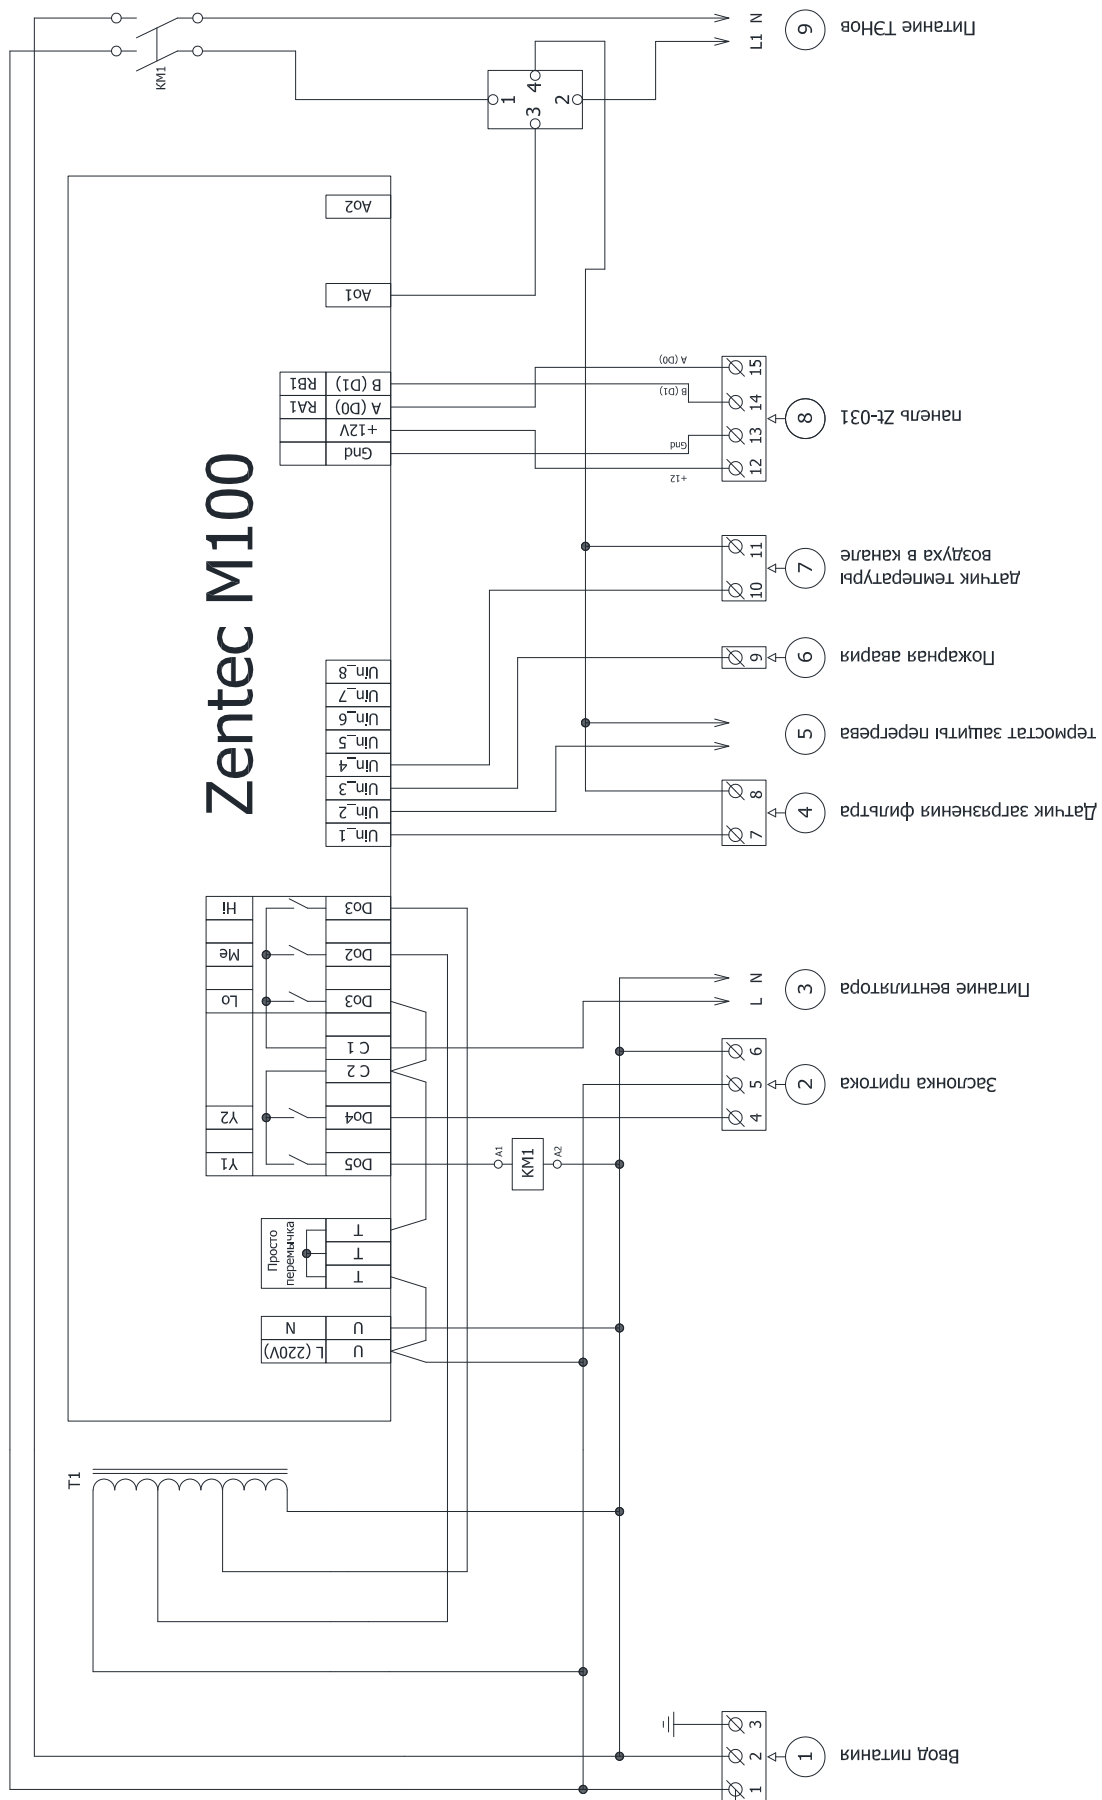 9 Питание ТЭНов
L1 N
KM1
1 2 3 4
Ao2
Ao1
RB1 B (D1)
RA1 A (D0)
+12V
Gnd
A (D0)
B (D1)
Gnd
+12
15
14
13
12
8 панель Zt-031
Zentec M100
11
10
7 датчик температуры
воздуха в канале
9
6 Пожарная авария
5 термостат защиты перегрева
8
7
4 Датчик загрязнения фильтра
Uin_8
Uin_7
Uin_6
Uin_5
Uin_4
Uin_3
Uin_2
Uin_1
Hi Do3
Me Do2
Lo Do3
C 1
C 2
Y2 Do4
Y1 Do5
L N
3 Питание вентилятора
6
5
4
2 Заслонка притока
A1 KM1 A2
Просто
перемычка
T
T
T
N U
L (220V) U
T1
3
2
1
1 Ввод питания